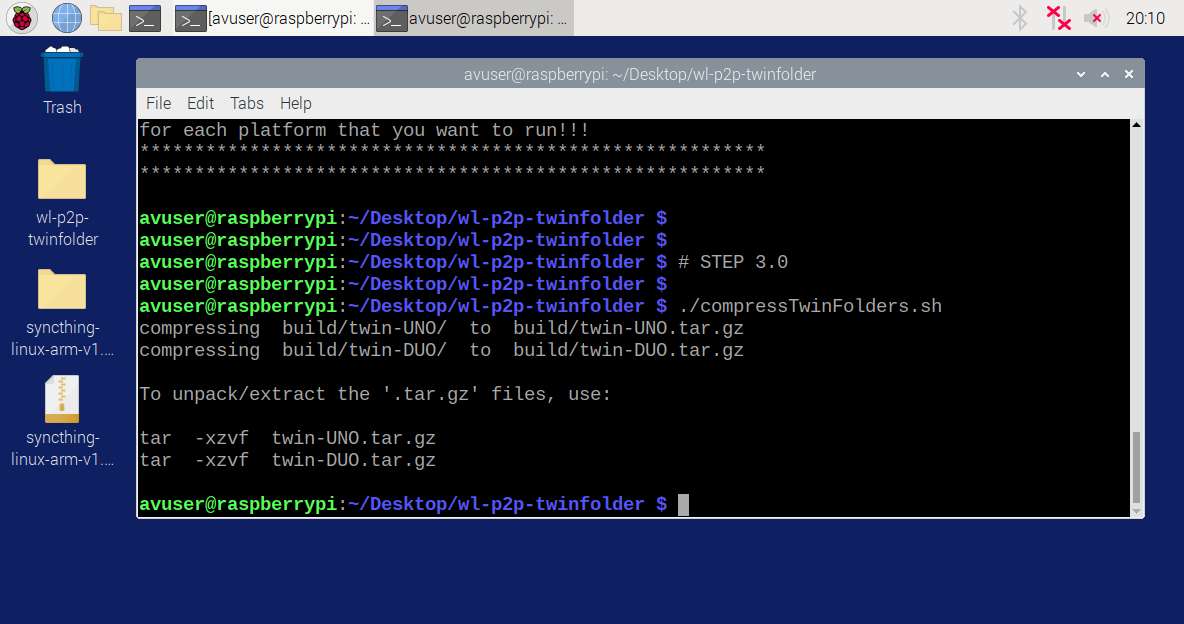 [avuser@raspberrypi: ...
avuser@raspberrypi: ...
20:10
Trash
wl-p2p-
twinfolder
syncthing-
linux-arm-v1....
syncthing-
linux-arm-v1....
avuser@raspberrypi: ~/Desktop/wl-p2p-twinfolder
File Edit Tabs Help
for each platform that you want to run!!!
*********************************************************
*********************************************************
avuser@raspberrypi:~/Desktop/wl-p2p-twinfolder $
avuser@raspberrypi:~/Desktop/wl-p2p-twinfolder $
avuser@raspberrypi:~/Desktop/wl-p2p-twinfolder $ # STEP 3.0
avuser@raspberrypi:~/Desktop/wl-p2p-twinfolder $
avuser@raspberrypi:~/Desktop/wl-p2p-twinfolder $ ./compressTwinFolders.sh
compressing  build/twin-UNO/  to  build/twin-UNO.tar.gz
compressing  build/twin-DUO/  to  build/twin-DUO.tar.gz
To unpack/extract the '.tar.gz' files, use:
tar  -xzvf  twin-UNO.tar.gz
tar  -xzvf  twin-DUO.tar.gz
avuser@raspberrypi:~/Desktop/wl-p2p-twinfolder $